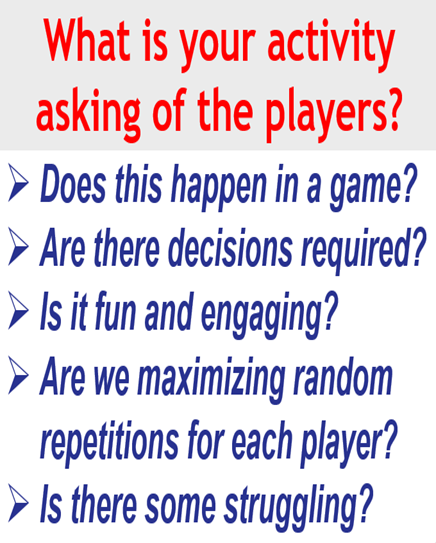 What is your activity
asking of the players?
➢ Does this happen in a game?
➢ Are there decisions required?
➢ Is it fun and engaging?
➢ Are we maximizing random
repetitions for each player?
➢ Is there some struggling?